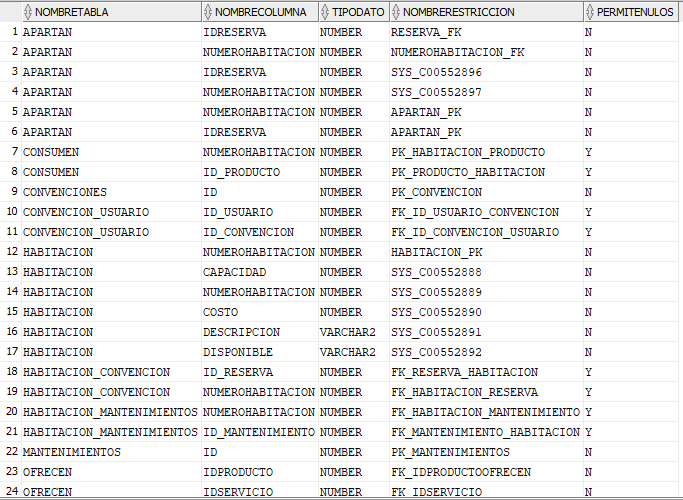 NOMBRETABLA NOMBRECOLUMNA TIPODATO NOMBRERESTRICCION PERMITENULOS
1 APARTAN IDRESERVA NUMBER RESERVA_FK N
2 APARTAN NUMEROHABITACION NUMBER NUMEROHABITACION_FK N
3 APARTAN IDRESERVA NUMBER SYS_C00552896 N
4 APARTAN NUMEROHABITACION NUMBER SYS_C00552897 N
5 APARTAN NUMEROHABITACION NUMBER APARTAN_PK N
6 APARTAN IDRESERVA NUMBER APARTAN_PK N
7 CONSUMEN NUMEROHABITACION NUMBER PK_HABITACION_PRODUCTO Y
8 CONSUMEN ID_PRODUCTO NUMBER PK_PRODUCTO_HABITACION Y
9 CONVENCIONES ID NUMBER PK_CONVENCION N
10 CONVENCION_USUARIO ID_USUARIO NUMBER FK_ID_USUARIO_CONVENCION Y
11 CONVENCION_USUARIO ID_CONVENCION NUMBER FK_ID_CONVENCION_USUARIO Y
12 HABITACION NUMEROHABITACION NUMBER HABITACION_PK N
13 HABITACION CAPACIDAD NUMBER SYS_C00552888 N
14 HABITACION NUMEROHABITACION NUMBER SYS_C00552889 N
15 HABITACION COSTO NUMBER SYS_C00552890 N
16 HABITACION DESCRIPCION VARCHAR2 SYS_C00552891 N
17 HABITACION DISPONIBLE VARCHAR2 SYS_C00552892 N
18 HABITACION_CONVENCION ID_RESERVA NUMBER FK_RESERVA_HABITACION Y
19 HABITACION_CONVENCION NUMEROHABITACION NUMBER FK_HABITACION_RESERVA Y
20 HABITACION_MANTENIMIENTOS NUMEROHABITACION NUMBER FK_HABITACION_MANTENIMIENTO Y
21 HABITACION_MANTENIMIENTOS ID_MANTENIMIENTO NUMBER FK_MANTENIMIENTO_HABITACION Y
22 MANTENIMIENTOS ID NUMBER PK_MANTENIMIENTOS N
23 OFRECEN IDPRODUCTO NUMBER FK_IDPRODUCTOOFRECEN N
24 OFRECEN IDSERVICIO NUMBER FK_IDSERVICIO N